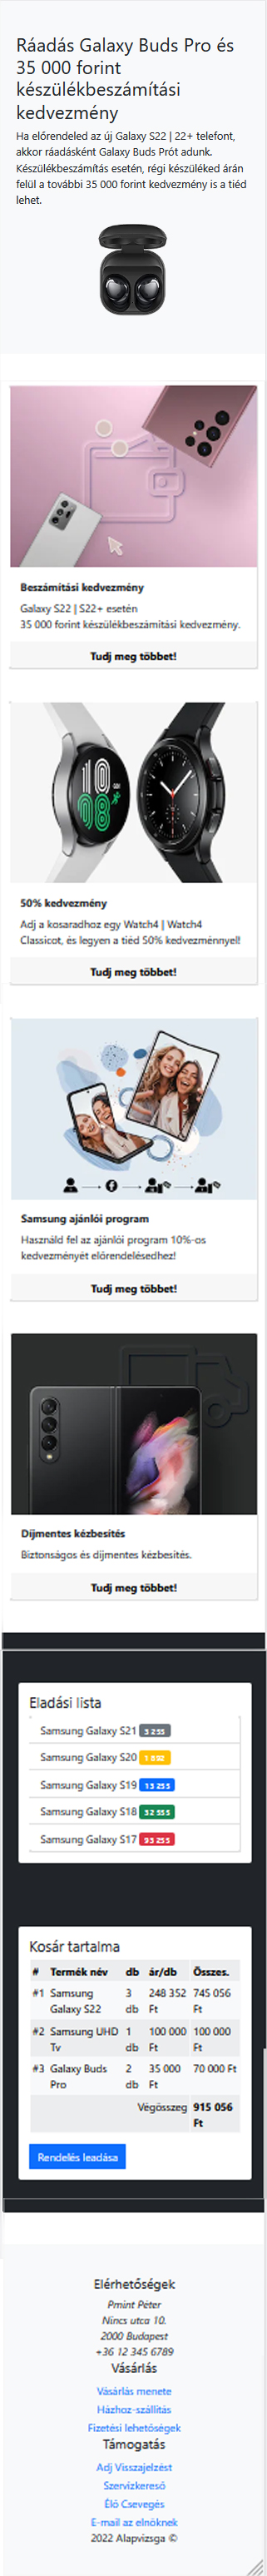 Ráadás Galaxy Buds Pro és
35 000 forint
készülékbeszámítási
kedvezmény
Ha előrendeled az új Galaxy S22 | 22+ telefont,
akkor ráadásként Galaxy Buds Prót adunk.
Készülékbeszámítás esetén, régi készüléked árán
felül a további 35 000 forint kedvezmény is a tiéd
lehet.
Beszámítási kedvezmény
Galaxy S22 | S22+ esetén
35 000 forint készülékbeszámítási kedvezmény.
Tudj meg többet!
10
08
50% kedvezmény
Adj a kosaradhoz egy Watch4 | Watch4
Classicot, és legyen a tiéd 50% kedvezménnyel!
Tudj meg többet!
Samsung ajánlói program
Használd fel az ajánlói program 10%-os
kedvezményét előrendelésedhez!
Tudj meg többet!
Díjmentes kézbesítés
Biztonságos és díjmentes kézbesítés.
Tudj meg többet!
Eladási lista
Samsung Galaxy S21 3 255
Samsung Galaxy S20 1 892
Samsung Galaxy S19 13 255
Samsung Galaxy S18 32 555
Samsung Galaxy S17 93 255
Kosár tartalma
# Termék név db ár/db Összes.
#1 Samsung Galaxy S22 3 db 248 352 Ft 745 056 Ft
#2 Samsung UHD Tv 1 db 100 000 Ft 100 000 Ft
#3 Galaxy Buds Pro 2 db 35 000 Ft 70 000 Ft
Végösszeg 915 056 Ft
Rendelés leadása
Elérhetőségek
Pmint Péter
Nincs utca 10.
2000 Budapest
+36 12 345 6789
Vásárlás
Vásárlás menete
Házhoz-szállítás
Fizetési lehetőségek
Támogatás
Adj Visszajelzést
Szervizkereső
Élő Csevegés
E-mail az elnöknek
2022 Alapvizsga ©